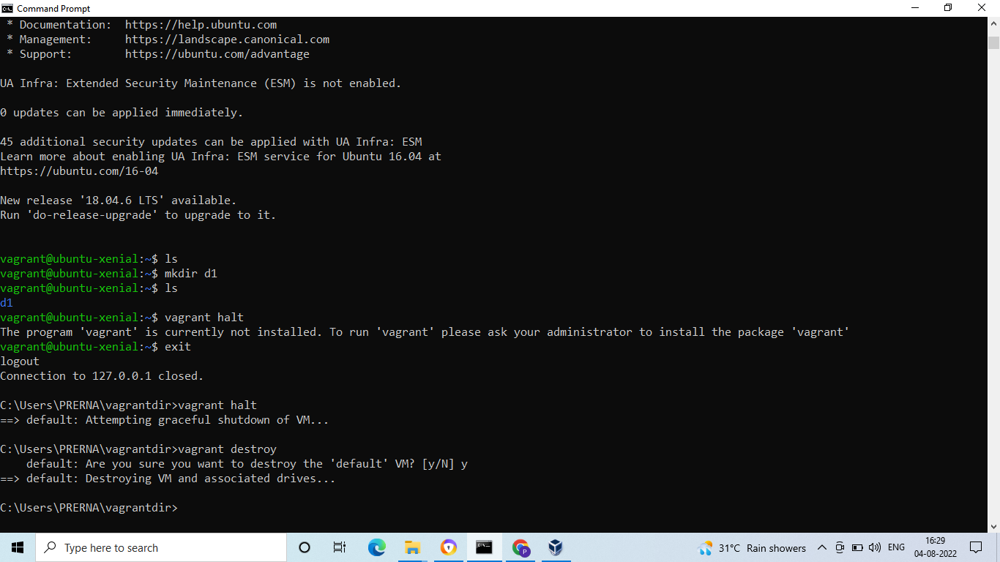 Command Prompt
 * Documentation:  https://help.ubuntu.com
 * Management:     https://landscape.canonical.com
 * Support:        https://ubuntu.com/advantage
UA Infra: Extended Security Maintenance (ESM) is not enabled.
0 updates can be applied immediately.
45 additional security updates can be applied with UA Infra: ESM
Learn more about enabling UA Infra: ESM service for Ubuntu 16.04 at
https://ubuntu.com/16-04
New release '18.04.6 LTS' available.
Run 'do-release-upgrade' to upgrade to it.
vagrant@ubuntu-xenial:~$ ls
vagrant@ubuntu-xenial:~$ mkdir d1
vagrant@ubuntu-xenial:~$ ls
d1
vagrant@ubuntu-xenial:~$ vagrant halt
The program 'vagrant' is currently not installed. To run 'vagrant' please ask your administrator to install the package 'vagrant'
vagrant@ubuntu-xenial:~$ exit
logout
Connection to 127.0.0.1 closed.
C:\Users\PRERNA\vagrantdir>vagrant halt
==> default: Attempting graceful shutdown of VM...
C:\Users\PRERNA\vagrantdir>vagrant destroy
    default: Are you sure you want to destroy the 'default' VM? [y/N] y
==> default: Destroying VM and associated drives...
C:\Users\PRERNA\vagrantdir>
Type here to search
P
31°C Rain showers
ENG
16:29
04-08-2022